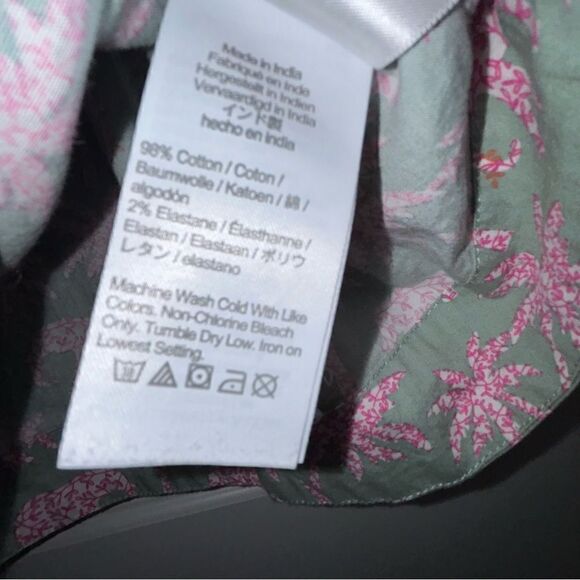 Made in India
Fabriqué en Inde
Hergestellt in Indien
Vervaardigd in India
インド製
hecho en India
98% Cotton / Coton /
Baumwolle / Katoen / 綿 /
algodón
2% Elastane / Élasthanne /
Elastan / Elastaan / ポリウ
レタン / elastano
Machine Wash Cold With Like
Colors. Non-Chlorine Bleach
Only. Tumble Dry Low. Iron on
Lowest Setting.